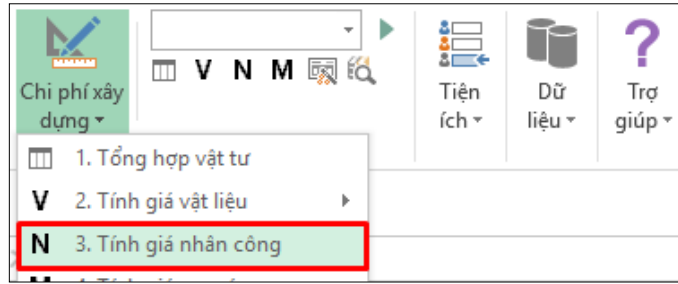 V N M
Chi phí xây
dựng
Tiện
ích
Dữ
liệu
Trợ
giúp
1. Tổng hợp vật tư
V 2. Tính giá vật liệu
N 3. Tính giá nhân công